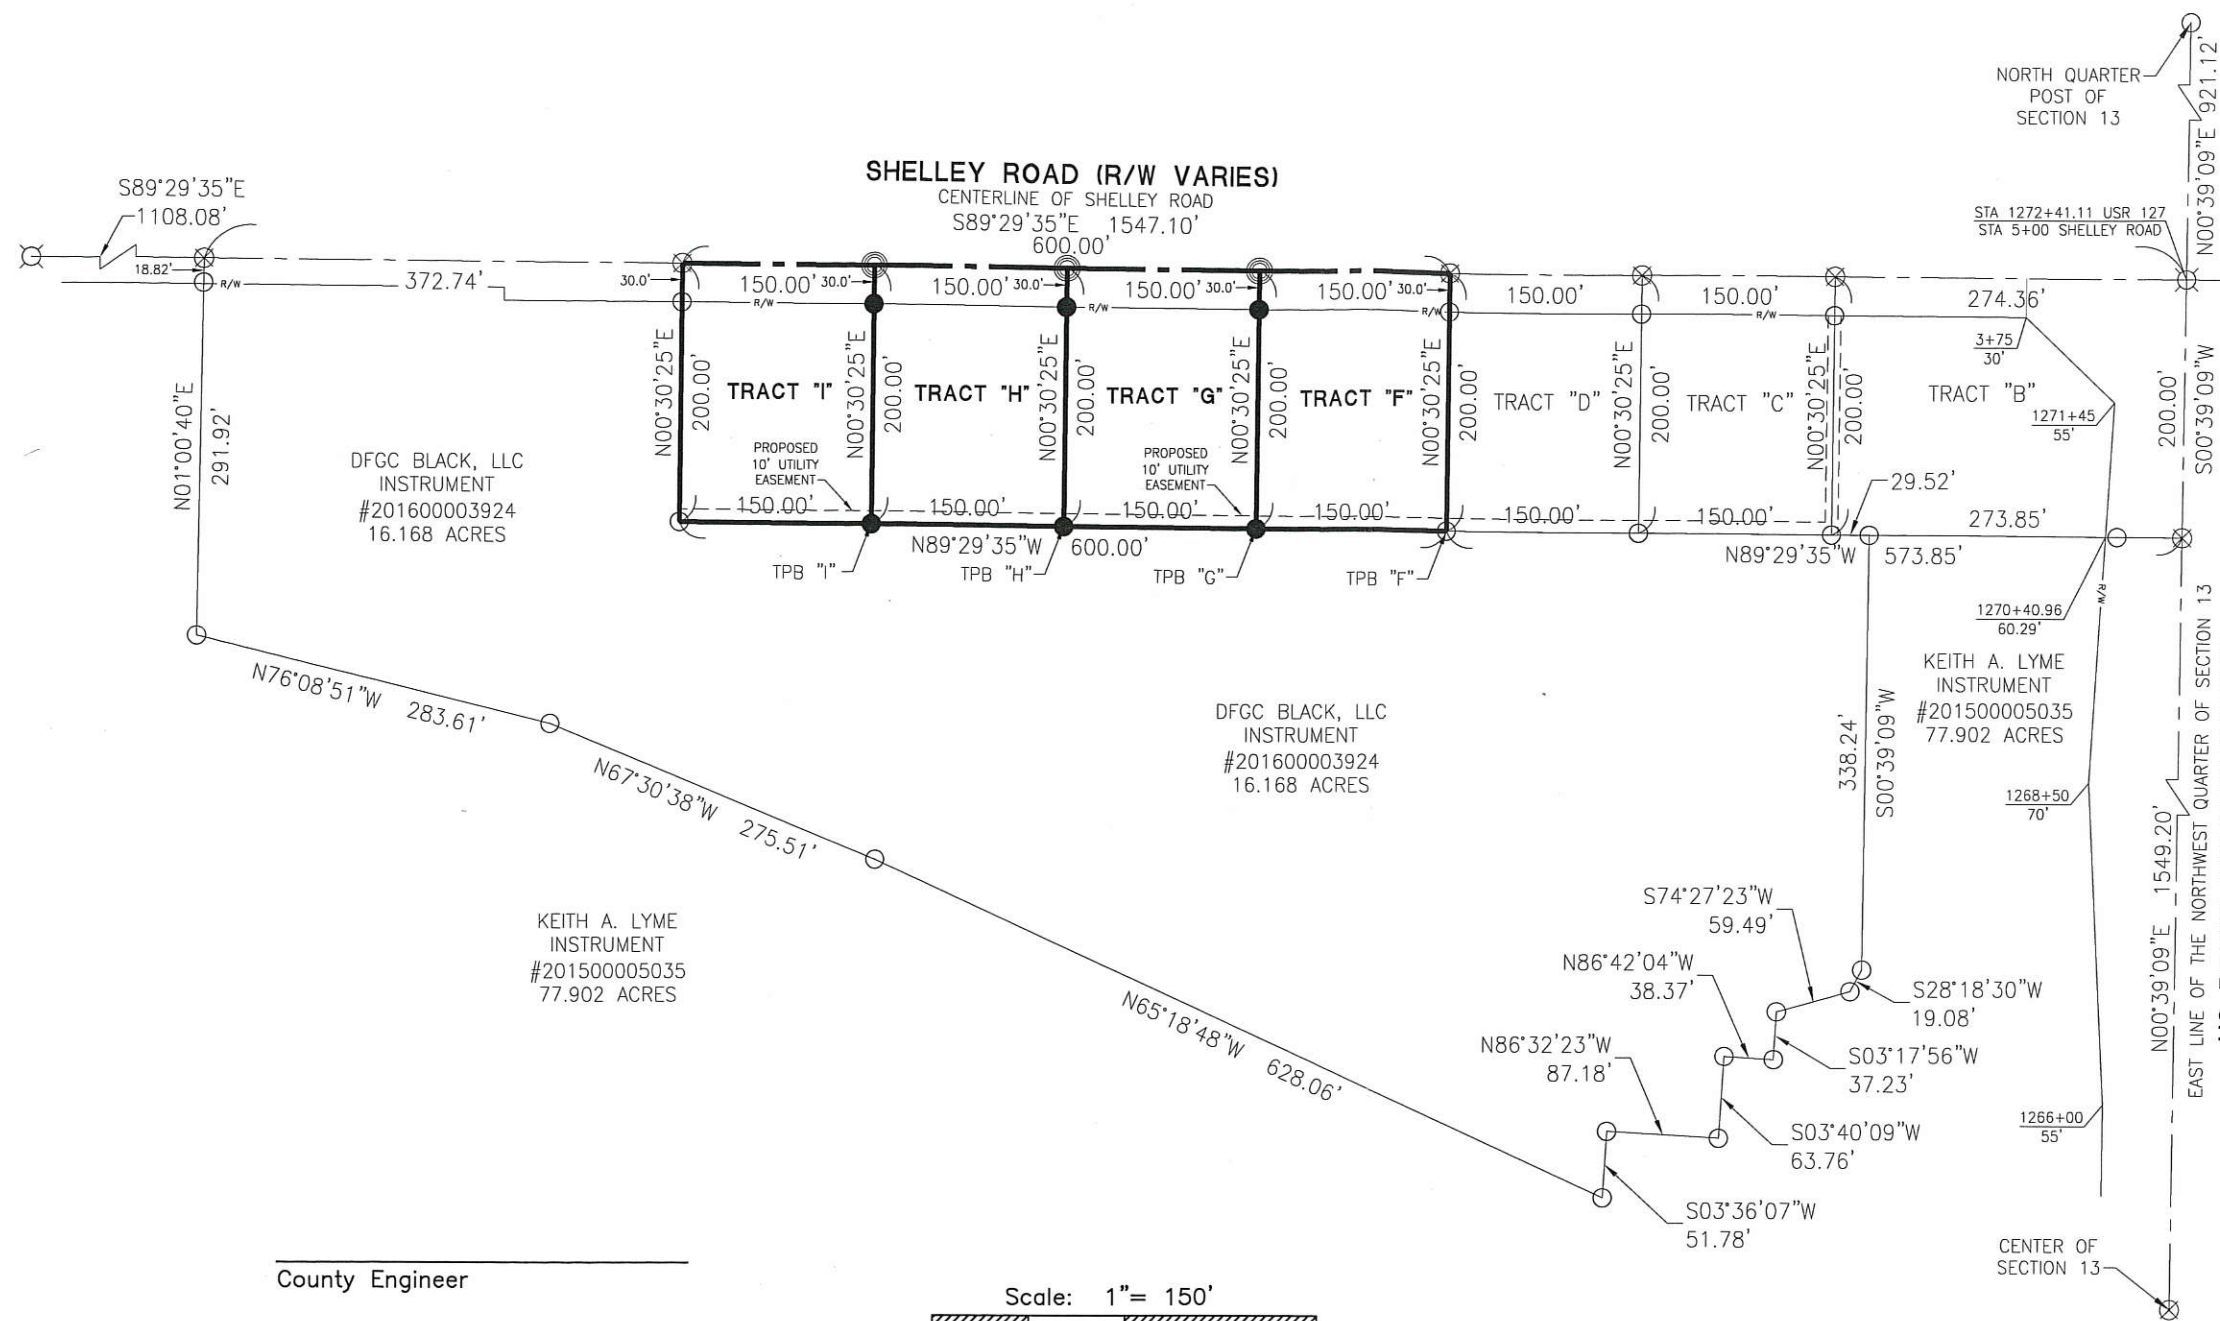 NORTH QUARTER
POST OF
SECTION 13
N00°39'09"E 921.12'
S89°29'35"E
1108.08'
SHELLEY ROAD (R/W VARIES)
CENTERLINE OF SHELLEY ROAD
S89°29'35"E 1547.10'
600.00'
STA 1272+41.11 USR 127
STA 5+00 SHELLEY ROAD
18.82'
R/W
372.74'
30.0'
150.00'
30.0'
R/W
150.00'
30.0'
R/W
150.00'
30.0'
150.00'
30.0'
R/W
150.00'
150.00'
R/W
274.36'
3+75
30'
N01°00'40"E
291.92'
N00°30'25"E
200.00'
TRACT "I"
N00°30'25"E
200.00'
TRACT "H"
N00°30'25"E
200.00'
TRACT "G"
N00°30'25"E
200.00'
TRACT "F"
N00°30'25"E
200.00'
TRACT "D"
N00°30'25"E
200.00'
TRACT "C"
N00°30'25"E
200.00'
TRACT "B"
1271+45
55'
200.00'
S00°39'09"W
DFGC BLACK, LLC
INSTRUMENT
#201600003924
16.168 ACRES
PROPOSED
10' UTILITY
EASEMENT
PROPOSED
10' UTILITY
EASEMENT
29.52'
150.00'
150.00'
150.00'
150.00'
150.00'
150.00'
273.85'
N89°29'35"W 600.00'
N89°29'35"W 573.85'
TPB "I"
TPB "H"
TPB "G"
TPB "F"
R/W
1270+40.96
60.29'
N76°08'51"W 283.61'
N67°30'38"W 275.51'
DFGC BLACK, LLC
INSTRUMENT
#201600003924
16.168 ACRES
338.24'
S00°39'09"W
KEITH A. LYME
INSTRUMENT
#201500005035
77.902 ACRES
1268+50
70'
N00°39'09"E 1549.20'
EAST LINE OF THE NORTHWEST QUARTER OF SECTION 13
KEITH A. LYME
INSTRUMENT
#201500005035
77.902 ACRES
N65°18'48"W 628.06'
S74°27'23"W
59.49'
N86°42'04"W
38.37'
S28°18'30"W
19.08'
N86°32'23"W
87.18'
S03°17'56"W
37.23'
S03°40'09"W
63.76'
1266+00
55'
S03°36'07"W
51.78'
CENTER OF
SECTION 13
County Engineer
Scale: 1"= 150'